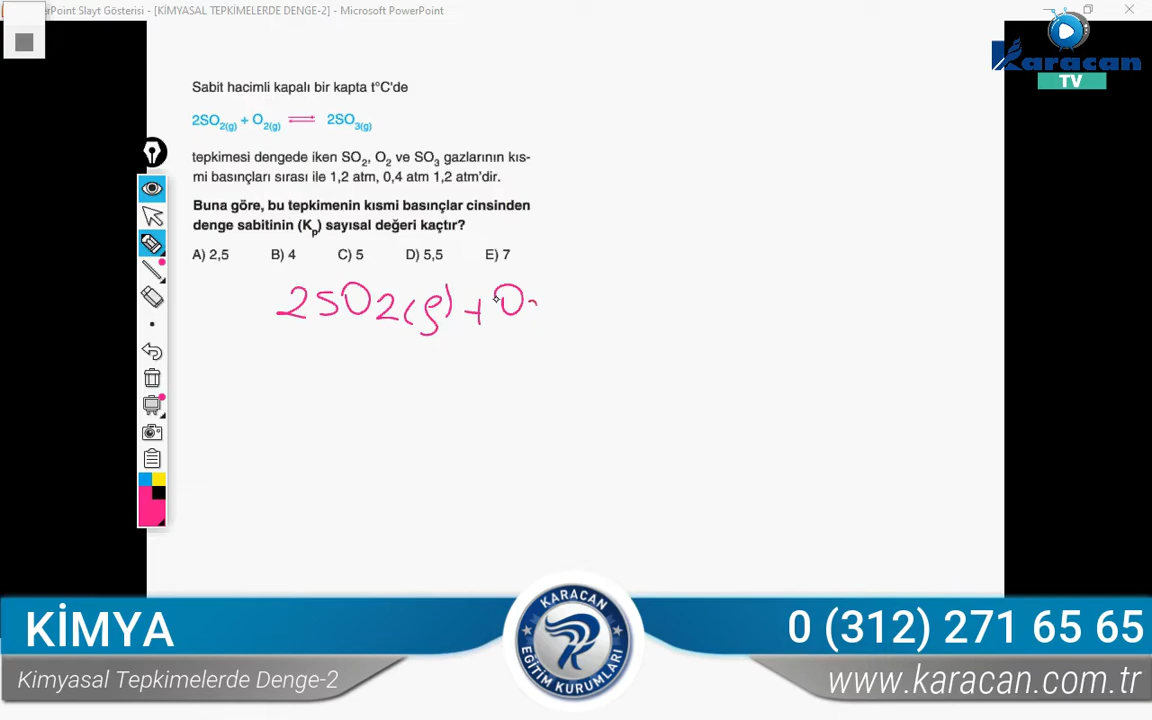 PowerPoint Slayt Gösterisi - [KİMYASAL TEPKİMELERDE DENGE-2] - Microsoft PowerPoint
Karacan
TV
Sabit hacimli kapalı bir kapta t°C'de
2SO2(g) + O2(g) ⇌ 2SO3(g)
tepkimesi dengede iken SO2, O2 ve SO3 gazlarının kıs-
mi basınçları sırası ile 1,2 atm, 0,4 atm 1,2 atm'dir.
Buna göre, bu tepkimenin kısmi basınçlar cinsinden
denge sabitinin (Kp) sayısal değeri kaçtır?
A) 2,5 B) 4 C) 5 D) 5,5 E) 7
2SO2(g) + O
KİMYA
Kimyasal Tepkimelerde Denge-2
KARACAN
EĞİTİM KURUMLARI
0 (312) 271 65 65
www.karacan.com.tr